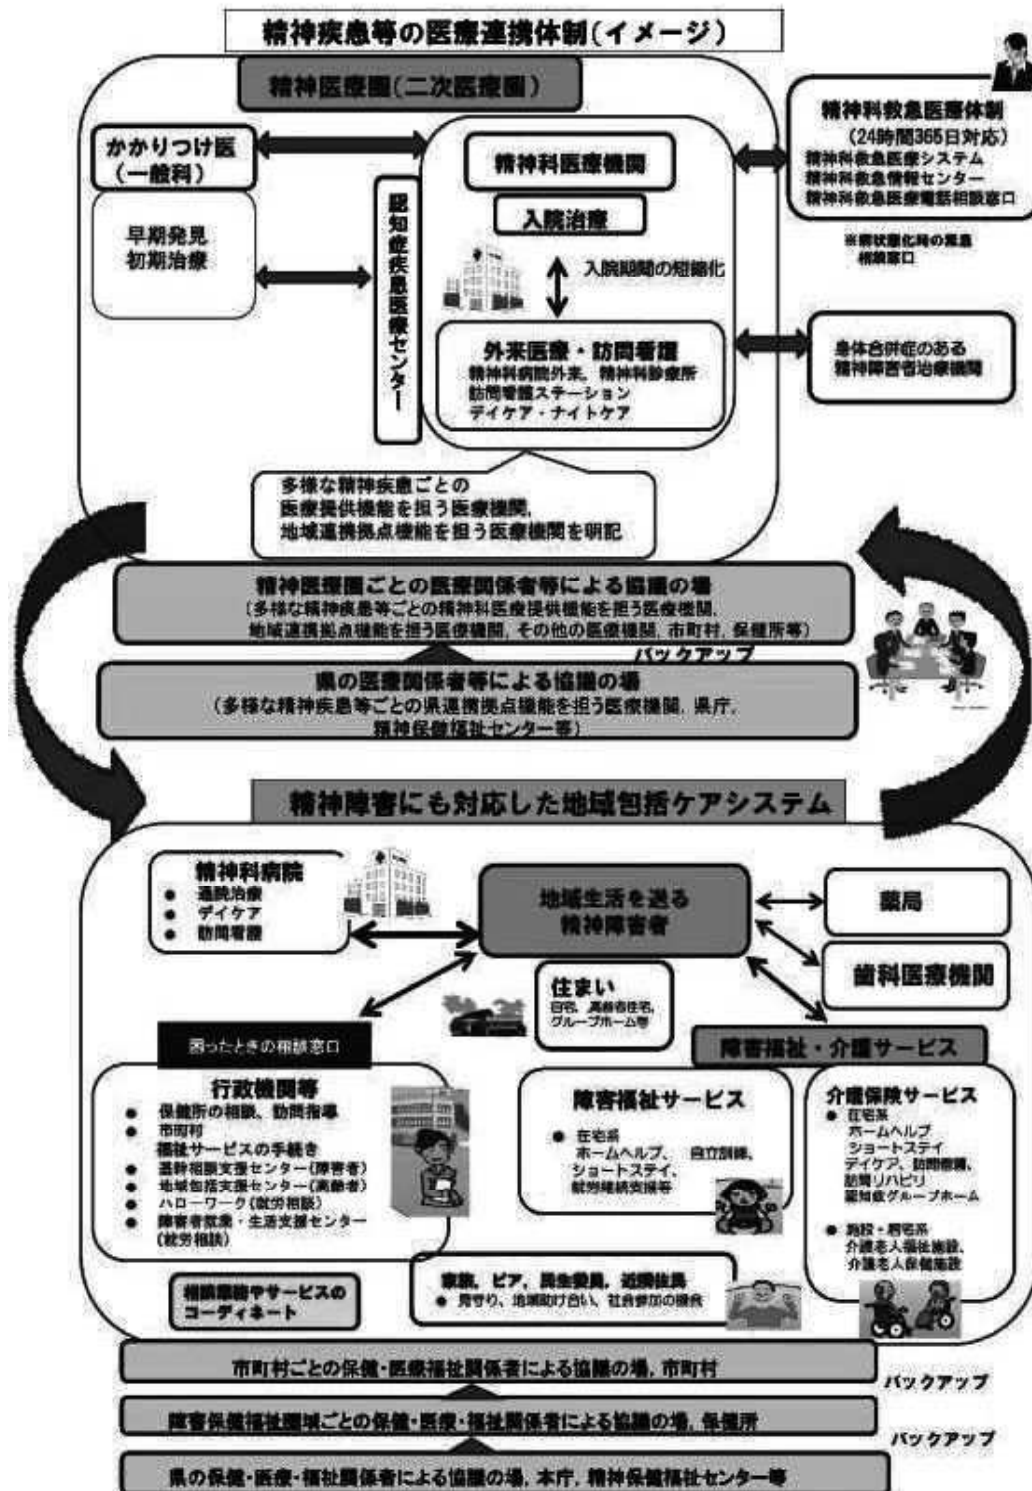 精神疾患等の医療連携体制(イメージ)
精神医療圏(二次医療圏)
かかりつけ医
(一般科)
早期発見
初期治療
認知症疾患医療センター
精神科医療機関
入院治療
入院期間の短縮化
外来医療・訪問看護
精神科病院外来, 精神科診療所
訪問看護ステーション
デイケア・ナイトケア
精神科救急医療体制
(24時間365日対応)
精神科救急医療システム
精神科救急情報センター
精神科救急医療電話相談窓口
相談窓口
身体合併症のある
精神障害者治療機関
多様な精神疾患ごとの
医療提供機能を担う医療機関,
地域連携拠点機能を担う医療機関を明記
精神医療圏ごとの医療関係者等による協議の場
(多様な精神疾患等ごとの精神科医療提供機能を担う医療機関,
地域連携拠点機能を担う医療機関, その他の医療機関, 市町村, 保健所等)
バックアップ
県の医療関係者等による協議の場
(多様な精神疾患等ごとの県連携拠点機能を担う医療機関, 県庁,
精神保健福祉センター等)
精神障害にも対応した地域包括ケアシステム
精神科病院
● 通院治療
● デイケア
● 訪問看護
地域生活を送る
精神障害者
薬局
歯科医療機関
住まい
自宅、高齢者住宅、
グループホーム等
困ったときの相談窓口
行政機関等
● 保健所の相談、訪問指導
● 市町村
福祉サービスの手続き
● 基幹相談支援センター(障害者)
● 地域包括支援センター(高齢者)
● ハローワーク(就労相談)
● 障害者就業・生活支援センター
(就労相談)
相談業務やサービスの
コーディネート
障害福祉・介護サービス
障害福祉サービス
● 在宅系
ホームヘルプ、 自立訓練、
ショートステイ、
就労継続支援等
介護保険サービス
● 在宅系
ホームヘルプ
ショートステイ
デイケア、訪問看護、
訪問リハビリ
認知症グループホーム
● 施設・居宅系
介護老人福祉施設、
介護老人保健施設
家族、ピア、民生委員、近隣住民
● 見守り、地域助け合い、社会参加の機会
市町村ごとの保健・医療福祉関係者による協議の場, 市町村
バックアップ
障害保健福祉圏域ごとの保健・医療・福祉関係者による協議の場, 保健所
バックアップ
県の保健・医療・福祉関係者による協議の場, 本庁, 精神保健福祉センター等